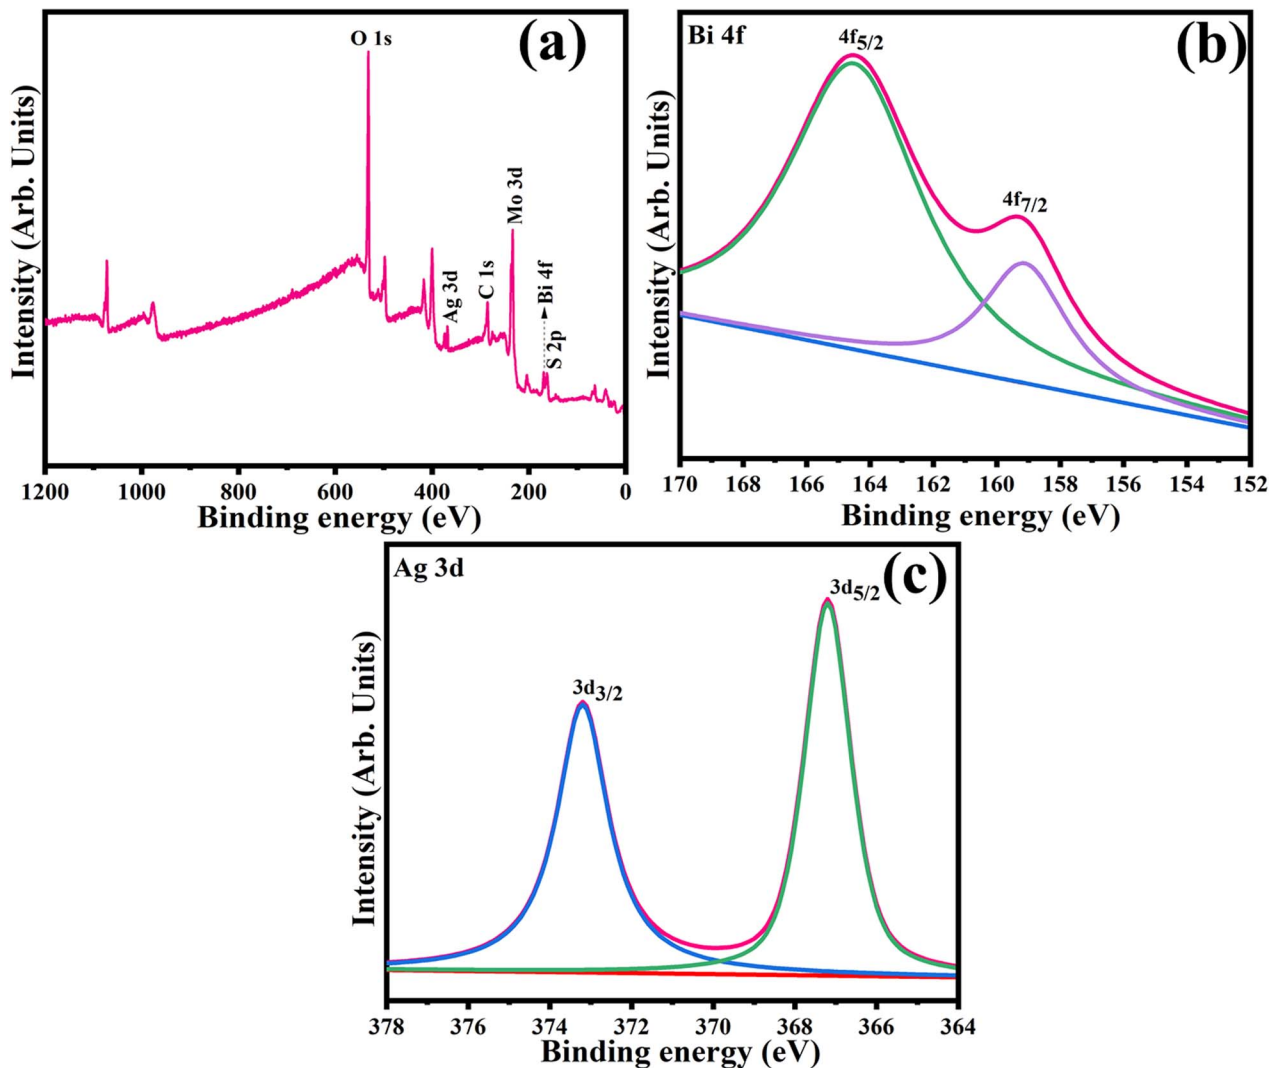 (a)
O 1s
Mo 3d
Ag 3d
C 1s
Bi 4f
S 2p
Intensity (Arb. Units)
1200 1000 800 600 400 200 0
Binding energy (eV)
Bi 4f
(b)
4f5/2
4f7/2
Intensity (Arb. Units)
170 168 166 164 162 160 158 156 154 152
Binding energy (eV)
Ag 3d
(c)
3d5/2
3d3/2
Intensity (Arb. Units)
378 376 374 372 370 367 366 364
Binding energy (eV)